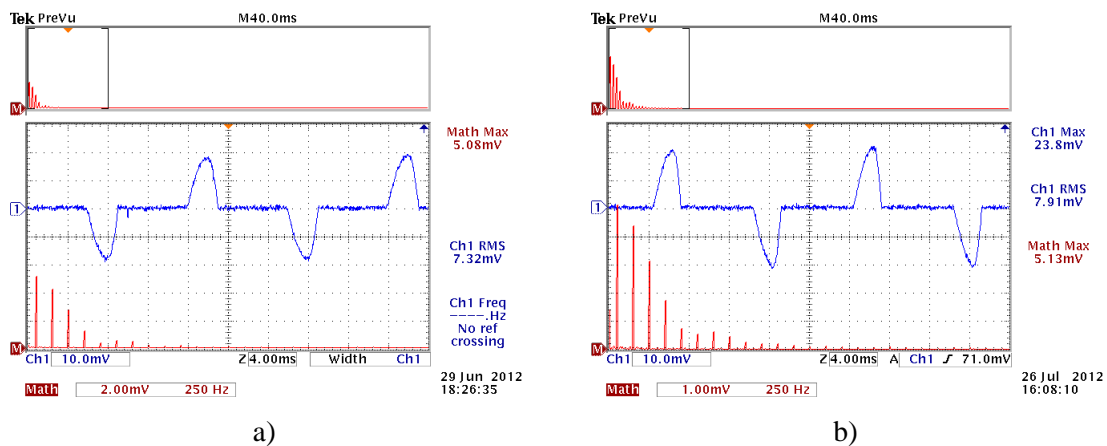 Tek PreVu M40.0ms
M
Math Max
5.08mV
1
Ch1 RMS
7.32mV
Ch1 Freq
----.Hz
No ref
crossing
M
Ch1 10.0mV Z 4.00ms Width Ch1
Math 2.00mV 250 Hz
29 Jun 2012
18:26:35
a)
Tek PreVu M40.0ms
M
Ch1 Max
23.8mV
1
Ch1 RMS
7.91mV
Math Max
5.13mV
M
Ch1 10.0mV Z 4.00ms A Ch1 ƒ 71.0mV
Math 1.00mV 250 Hz
26 Jul 2012
16:08:10
b)